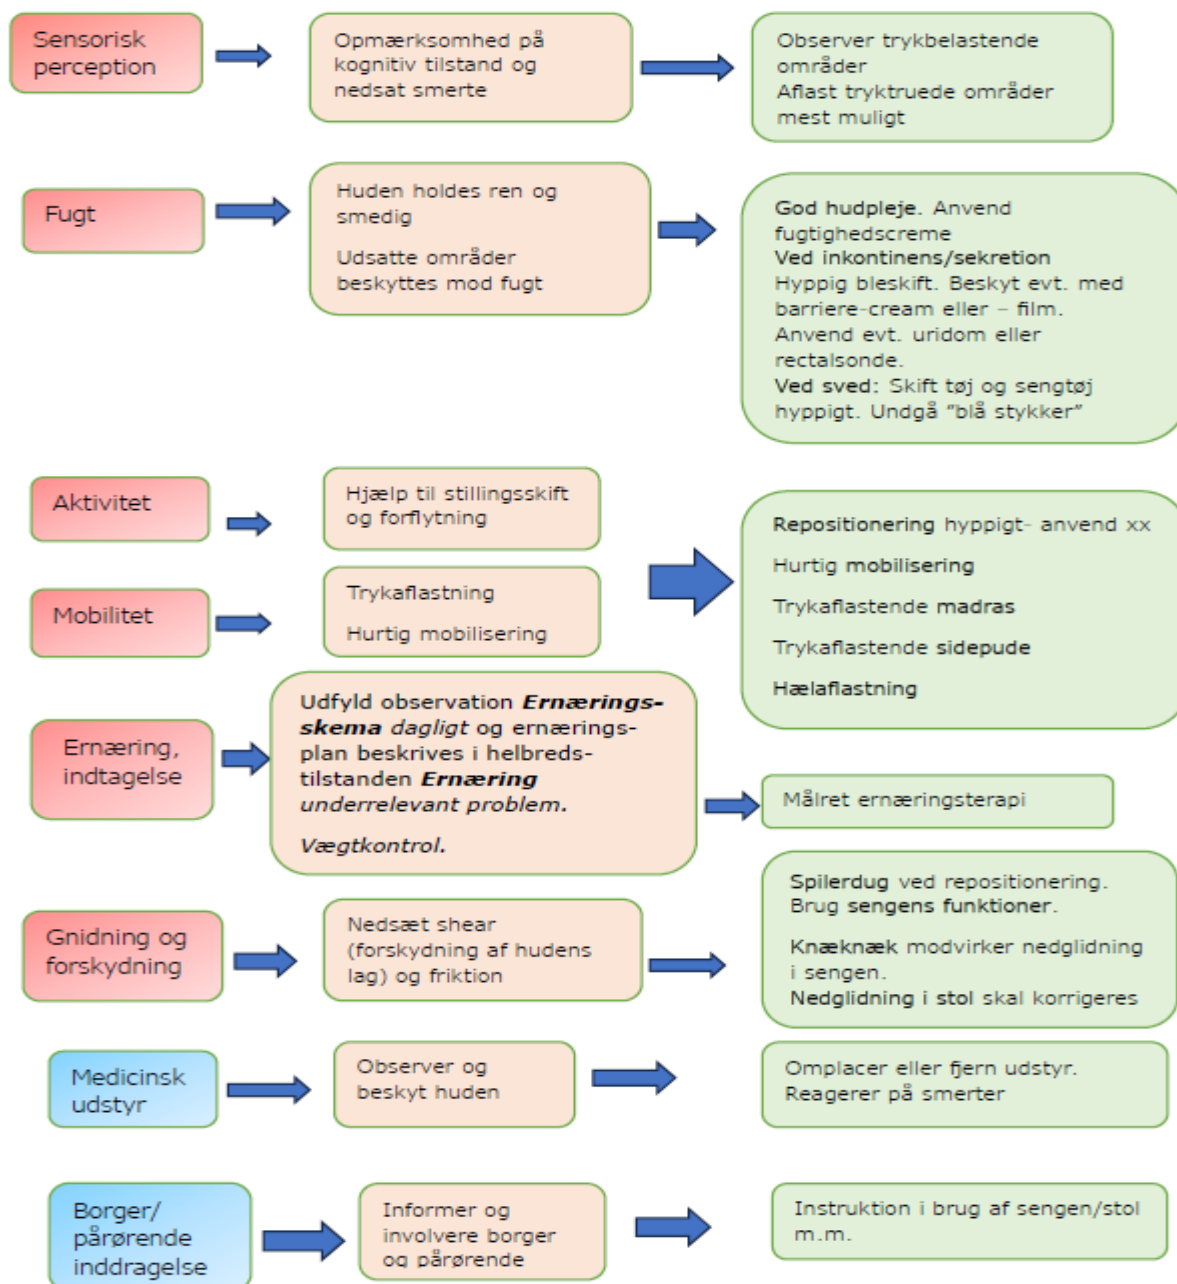 Sensorisk
perception
Opmærksomhed på
kognitiv tilstand og
nedsat smerte
Observer trykbelastende
områder
Aflast tryktruede områder
mest muligt
Fugt
Huden holdes ren og
smedig
Udsatte områder
beskyttes mod fugt
God hudpleje. Anvend
fugtighedscreme
Ved inkontinens/sekretion
Hyppig bleskift. Beskyt evt. med
barriere-cream eller – film.
Anvend evt. uridom eller
rectalsonde.
Ved sved: Skift tøj og sengtøj
hyppigt. Undgå ”blå stykker”
Aktivitet
Hjælp til stillingsskift
og forflytning
Mobilitet
Trykaflastning
Hurtig mobilisering
Repositionering hyppigt- anvend xx
Hurtig mobilisering
Trykaflastende madras
Trykaflastende sidepude
Hælaflastning
Ernæring,
indtagelse
Udfyld observation Ernærings-
skema dagligt og ernærings-
plan beskrives i helbreds-
tilstanden Ernæring
underrelevant problem.
Vægtkontrol.
Målret ernæringsterapi
Gnidning og
forskydning
Nedsæt shear
(forskydning af hudens
lag) og friktion
Spilerdug ved repositionering.
Brug sengens funktioner.
Knæknæk modvirker nedglidning
i sengen.
Nedglidning i stol skal korrigeres
Medicinsk
udstyr
Observer og
beskyt huden
Omplacer eller fjern udstyr.
Reagerer på smerter
Borger/
pårørende
inddragelse
Informer og
involvere borger
og pårørende
Instruktion i brug af sengen/stol
m.m.